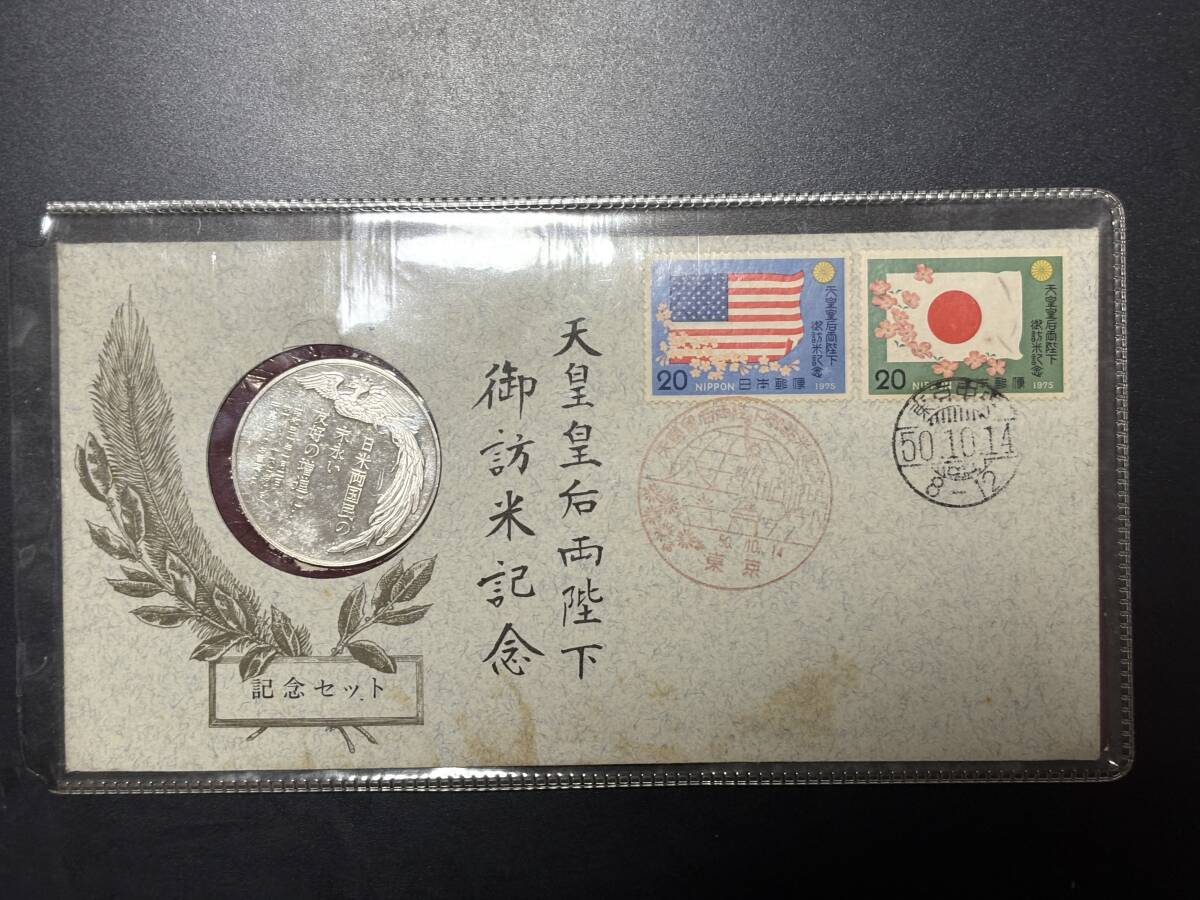 天皇皇后両陛下
御訪米記念
記念セット
日米両国民の
末永い
友好の増進に
天皇皇后両陛下
御訪米記念
20 NIPPON 日本郵便 1975
天皇皇后両陛下
御訪米記念
20 NIPPON 日本郵便 1975
50.10.14
東京
50.10.14
8-12